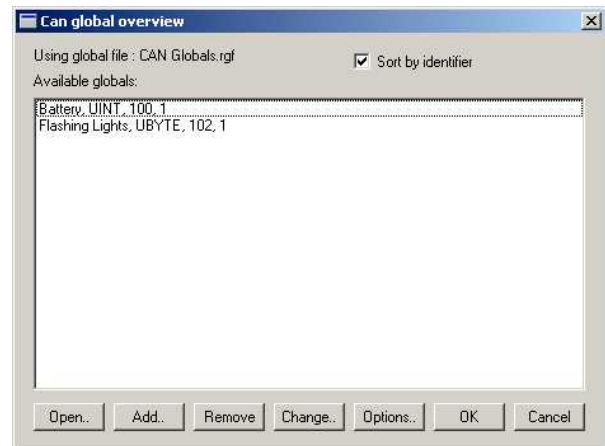 Can global overview
Using global file : CAN Globals.rgf
Sort by identifier
Available globals:
Battery, UINT, 100, 1
Flashing Lights, UBYTE, 102, 1
Open.. Add.. Remove Change.. Options.. OK Cancel